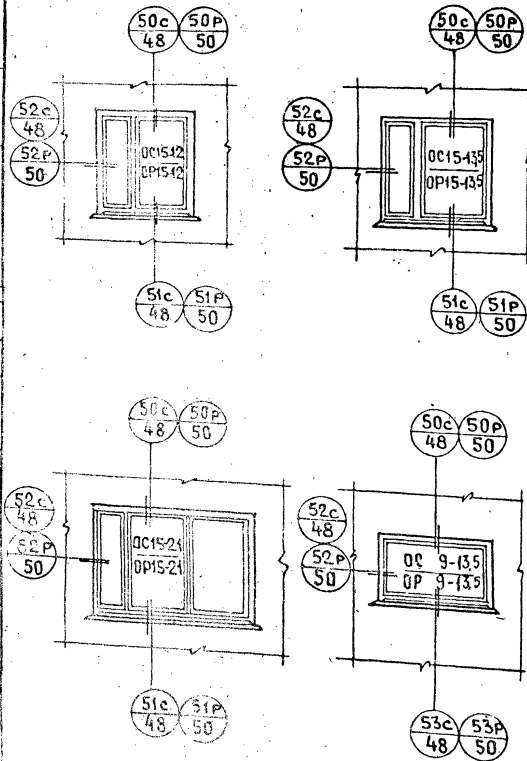 50с 50Р
48 50
52с
48
52Р
50
ОС15-12
ОР15-12
51с 51Р
48 50
50с 50Р
48 50
52с
48
52Р
50
ОС15-13,5
ОР15-13,5
51с 51Р
48 50
50с 50Р
48 50
52с
48
52Р
50
ОС15-21
ОР15-21
51с 51Р
48 50
50с 50Р
48 50
52с
48
52Р
50
ОС 9-13,5
ОР 9-13,5
53с 53Р
48 50